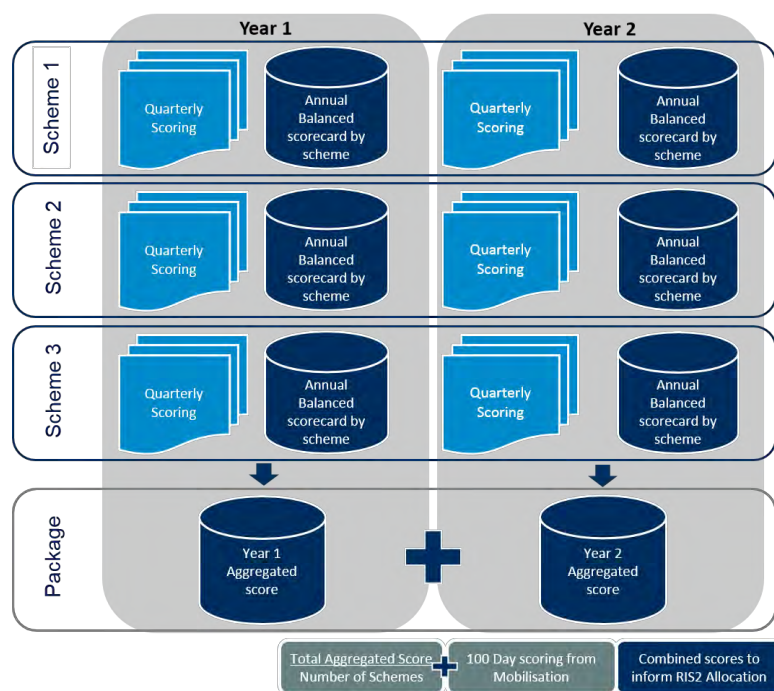 Year 1
Year 2
Scheme 1
Quarterly
Scoring
Annual
Balanced
scorecard by
scheme
Quarterly
Scoring
Annual
Balanced
scorecard by
scheme
Scheme 2
Quarterly
Scoring
Annual
Balanced
scorecard by
scheme
Quarterly
Scoring
Annual
Balanced
scorecard by
scheme
Scheme 3
Quarterly
Scoring
Annual
Balanced
scorecard by
scheme
Quarterly
Scoring
Annual
Balanced
scorecard by
scheme
Package
Year 1
Aggregated
score
Year 2
Aggregated
score
Total Aggregated Score
Number of Schemes
100 Day scoring from
Mobilisation
Combined scores to
inform RIS2 Allocation